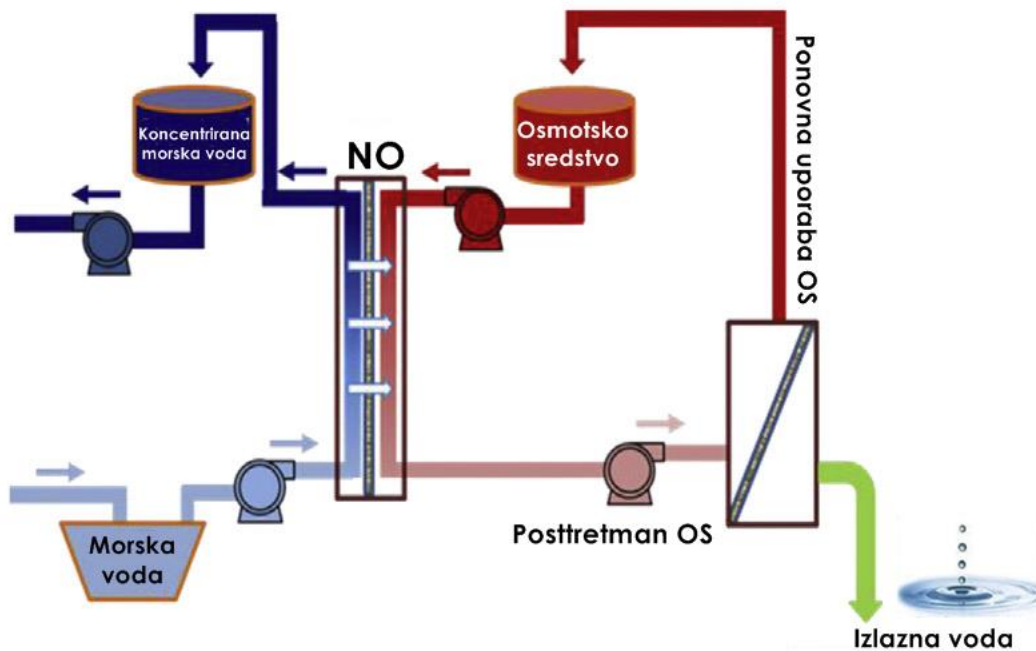 Koncentrirana
morska voda
NO
Osmotsko
sredstvo
Ponovna uporaba OS
Morska
voda
Posttretman OS
Izlazna voda